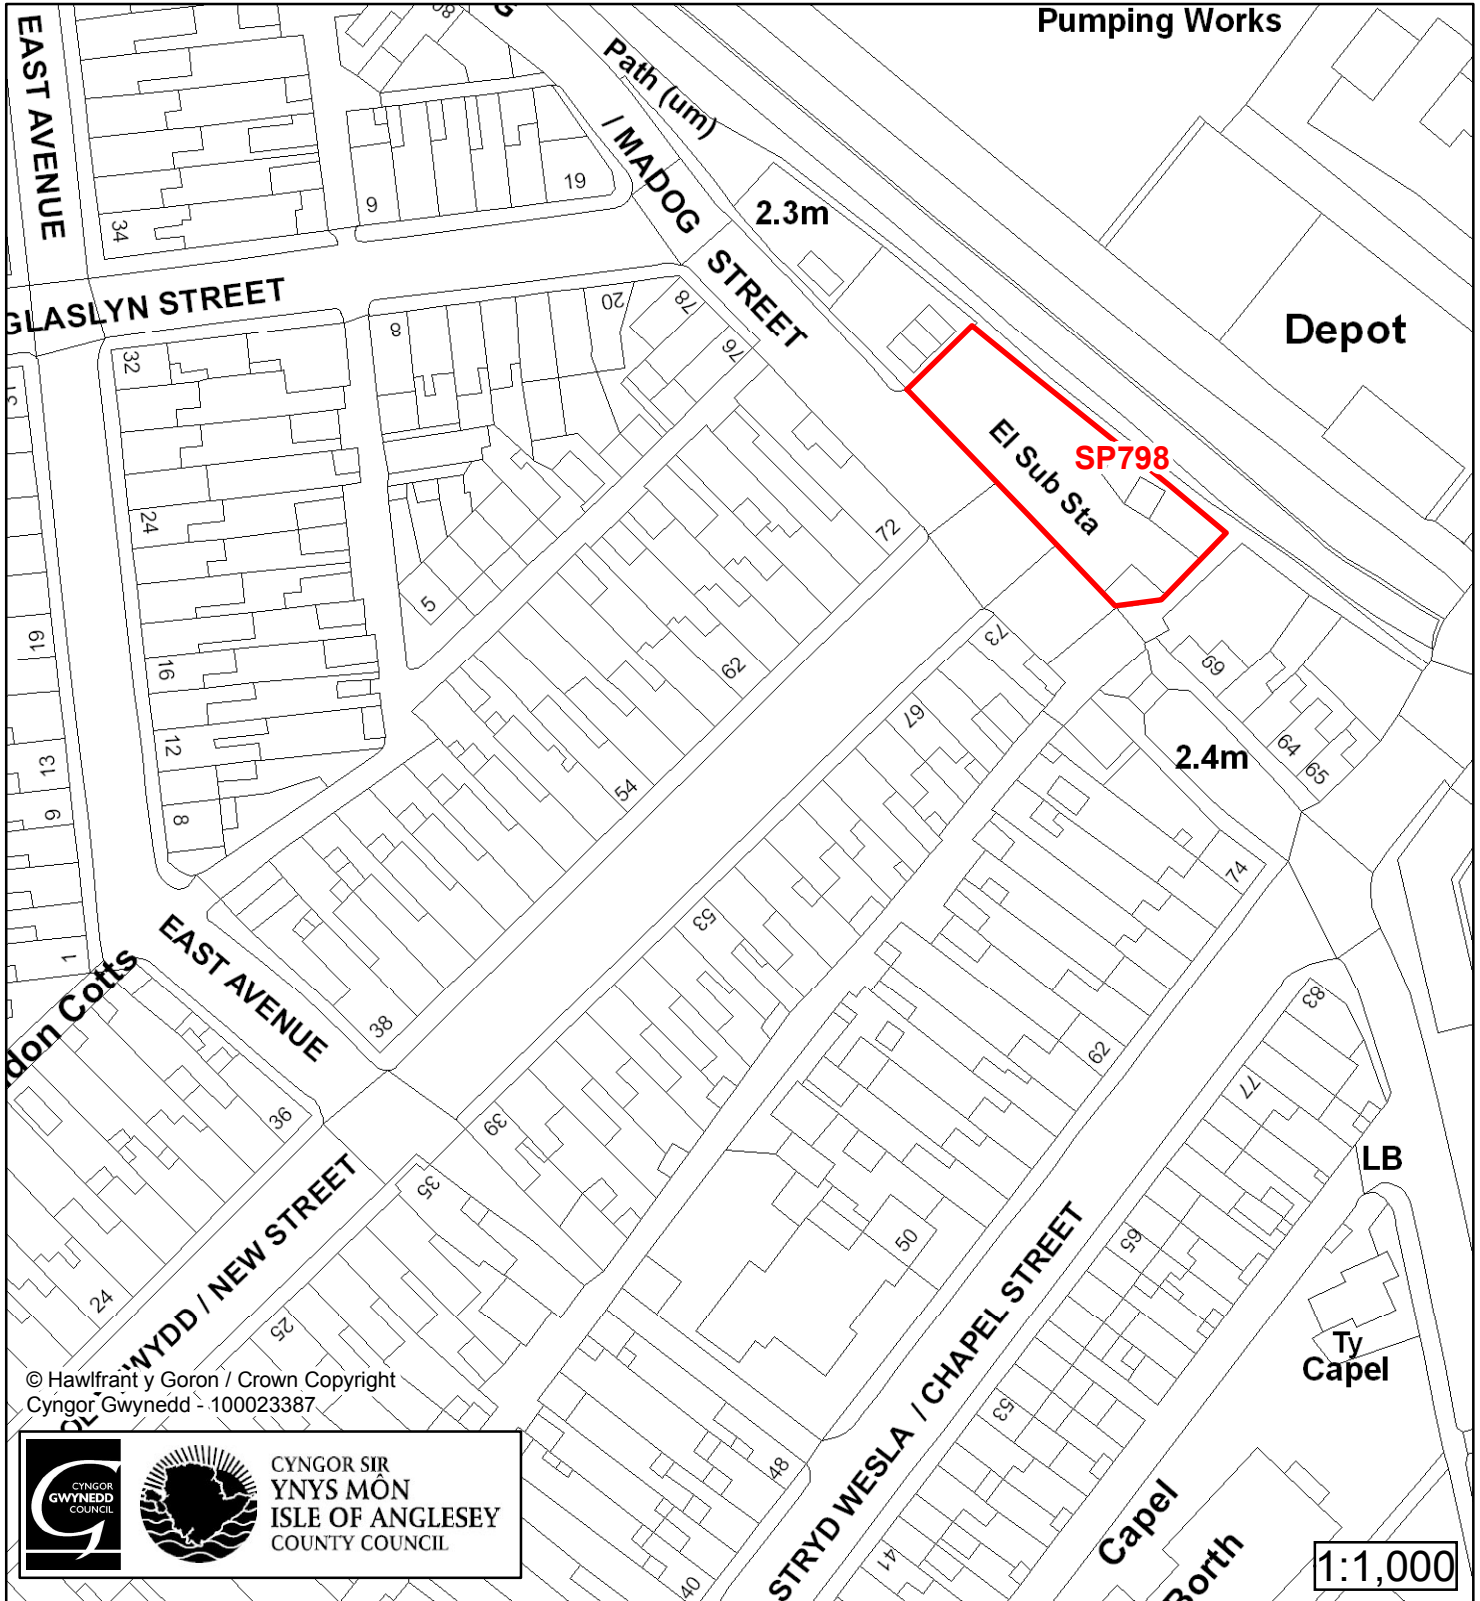 Pumping Works
EAST AVENUE
Path (um)
/ MADOG STREET
2.3m
19
9
34
GLASLYN STREET
Depot
20
78
8
76
32
El Sub Sta
SP798
24
72
5
73
19
16
62
69
67
12
64
2.4m
13
65
54
9
8
74
53
1
EAST AVENUE
don Cotts
83
38
62
77
36
39
LB
35
50
65
24
25
WYDD / NEW STREET
STRYD WESLA / CHAPEL STREET
Ty
Capel
53
48
41
40
Capel
Borth
© Hawlfraint y Goron / Crown Copyright
Cyngor Gwynedd - 100023387
CYNGOR
GWYNEDD
COUNCIL
CYNGOR SIR
YNYS MÔN
ISLE OF ANGLESEY
COUNTY COUNCIL
1:1,000